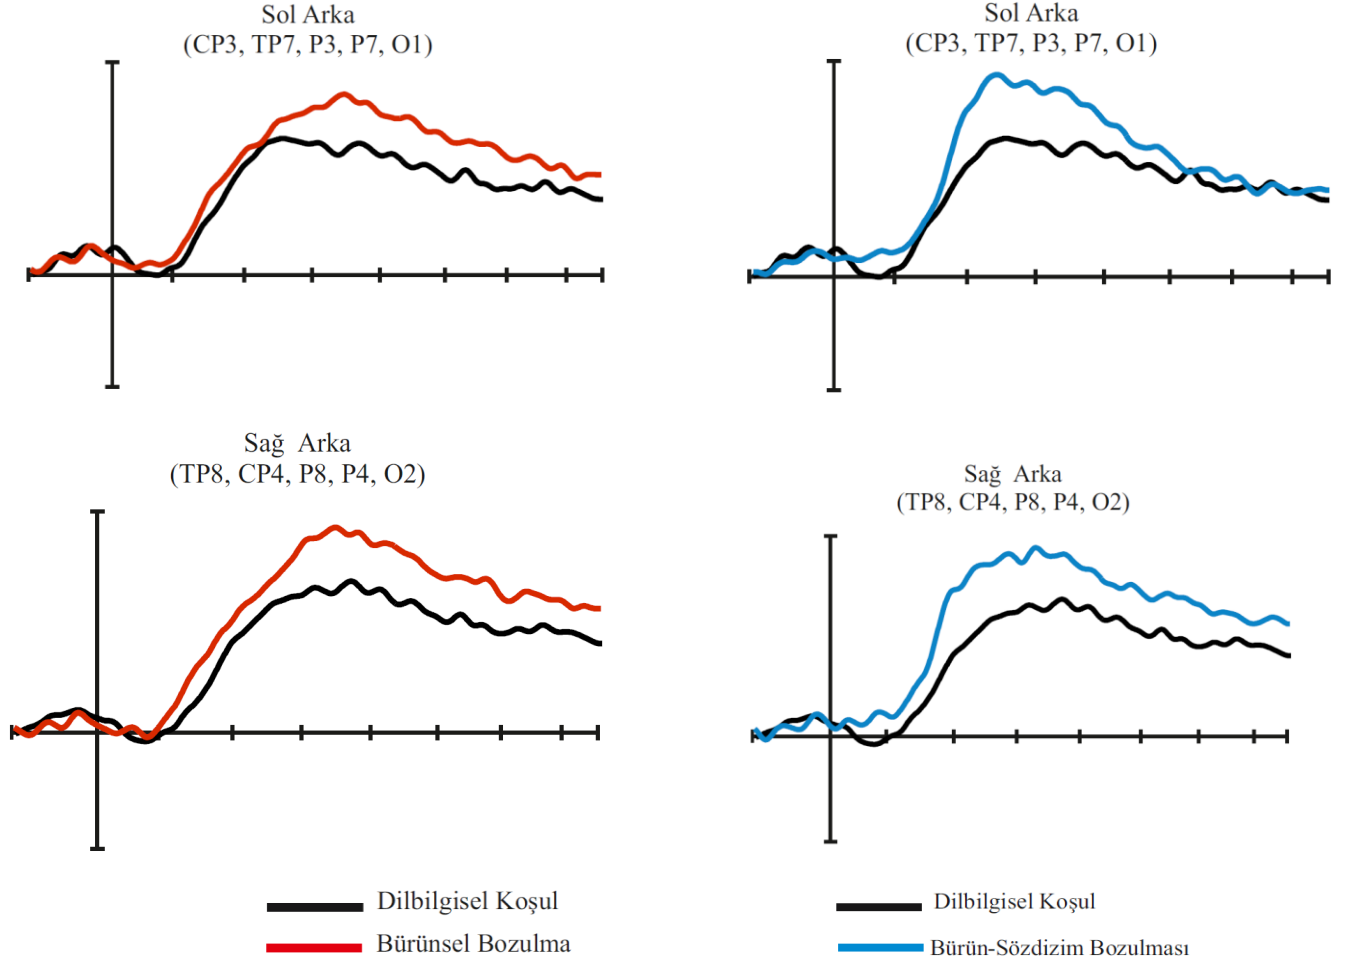 Sol Arka
(CP3, TP7, P3, P7, O1)
Sol Arka
(CP3, TP7, P3, P7, O1)
Sağ Arka
(TP8, CP4, P8, P4, O2)
Sağ Arka
(TP8, CP4, P8, P4, O2)
Dilbilgisel Koşul
Bürünsel Bozulma
Dilbilgisel Koşul
Bürün-Sözdizim Bozulması